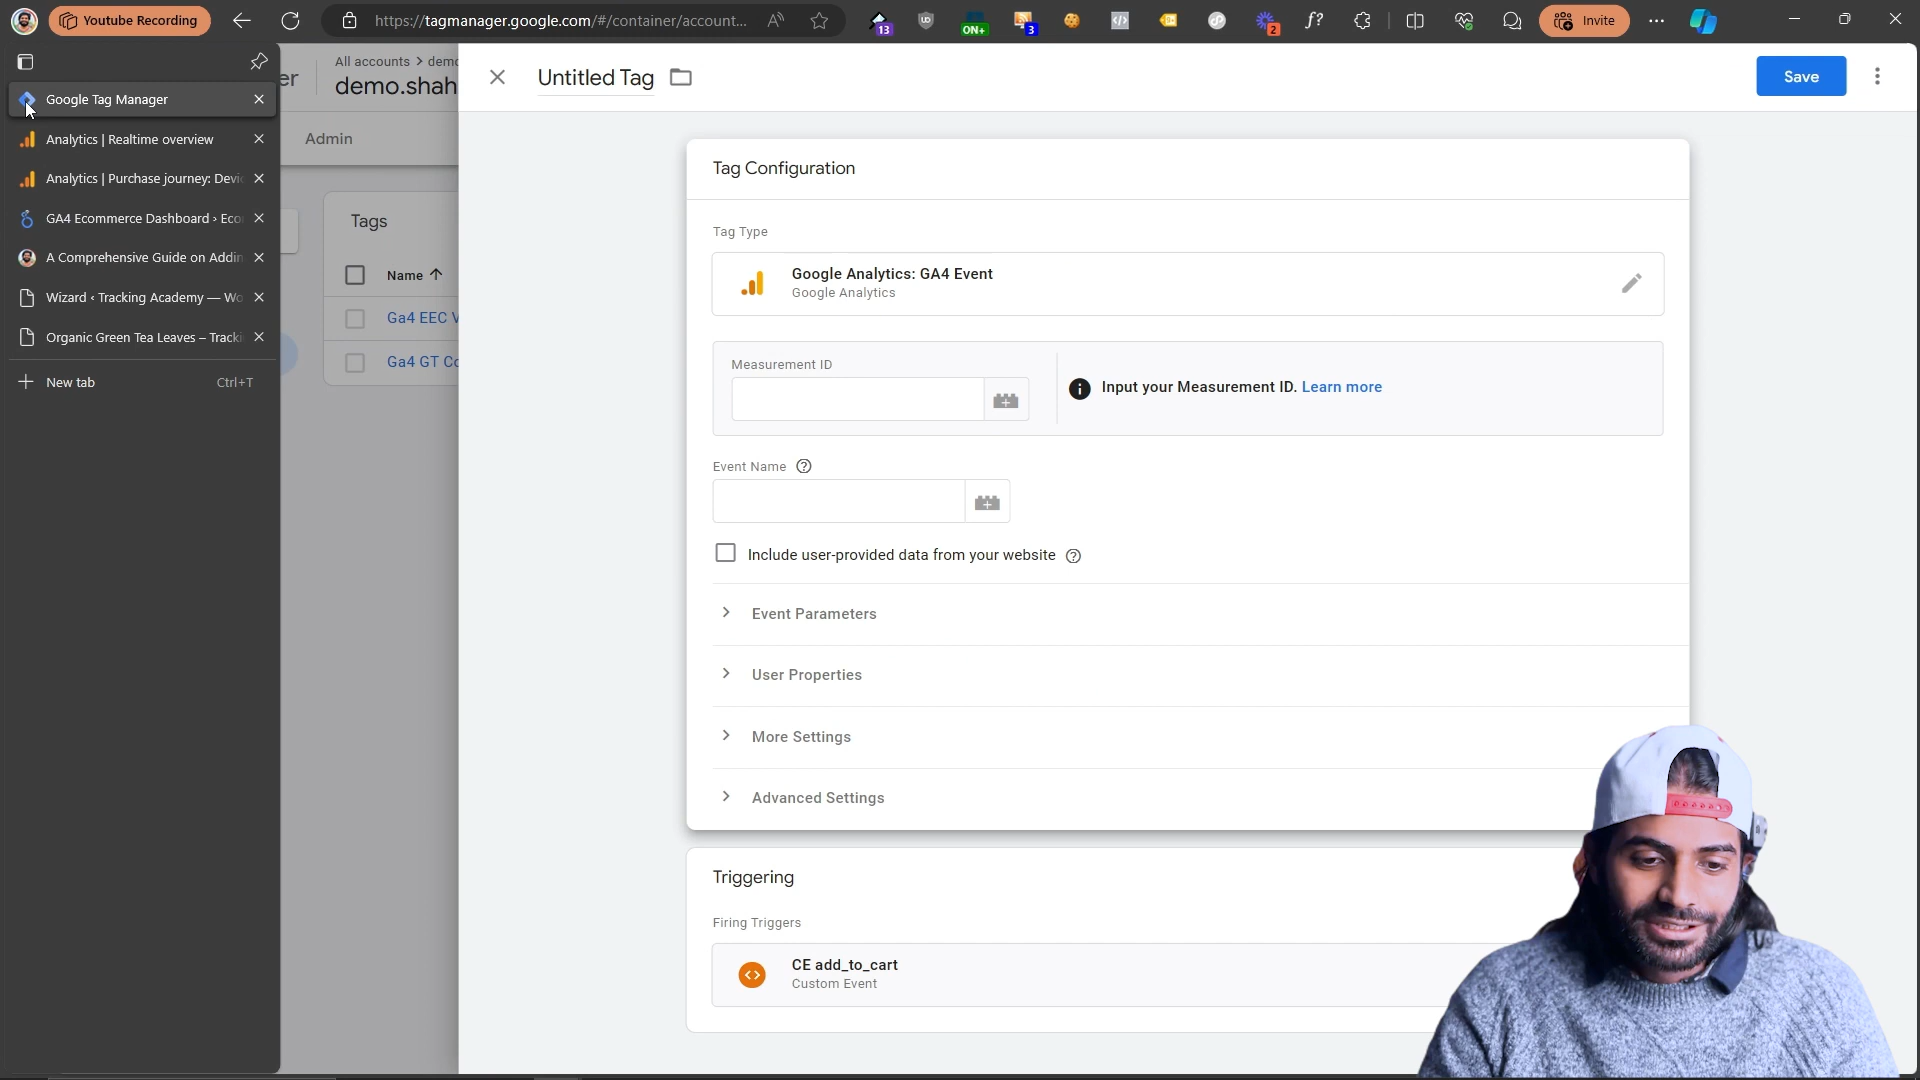 Youtube Recording
https://tagmanager.google.com/#/container/account...
13
ON+
3
2
f?
Invite
Google Tag Manager
Analytics | Realtime overview
Analytics | Purchase journey: Devi
GA4 Ecommerce Dashboard › Eco
A Comprehensive Guide on Addin
Wizard ‹ Tracking Academy — Wo
Organic Green Tea Leaves – Tracki
New tab
Ctrl+T
er
All accounts > demo
demo.shah
Admin
Tags
Name
Ga4 EEC V
Ga4 GT Co
Untitled Tag
Save
Tag Configuration
Tag Type
Google Analytics: GA4 Event
Google Analytics
Measurement ID
Input your Measurement ID. Learn more
Event Name
Include user-provided data from your website
Event Parameters
User Properties
More Settings
Advanced Settings
Triggering
Firing Triggers
CE add_to_cart
Custom Event